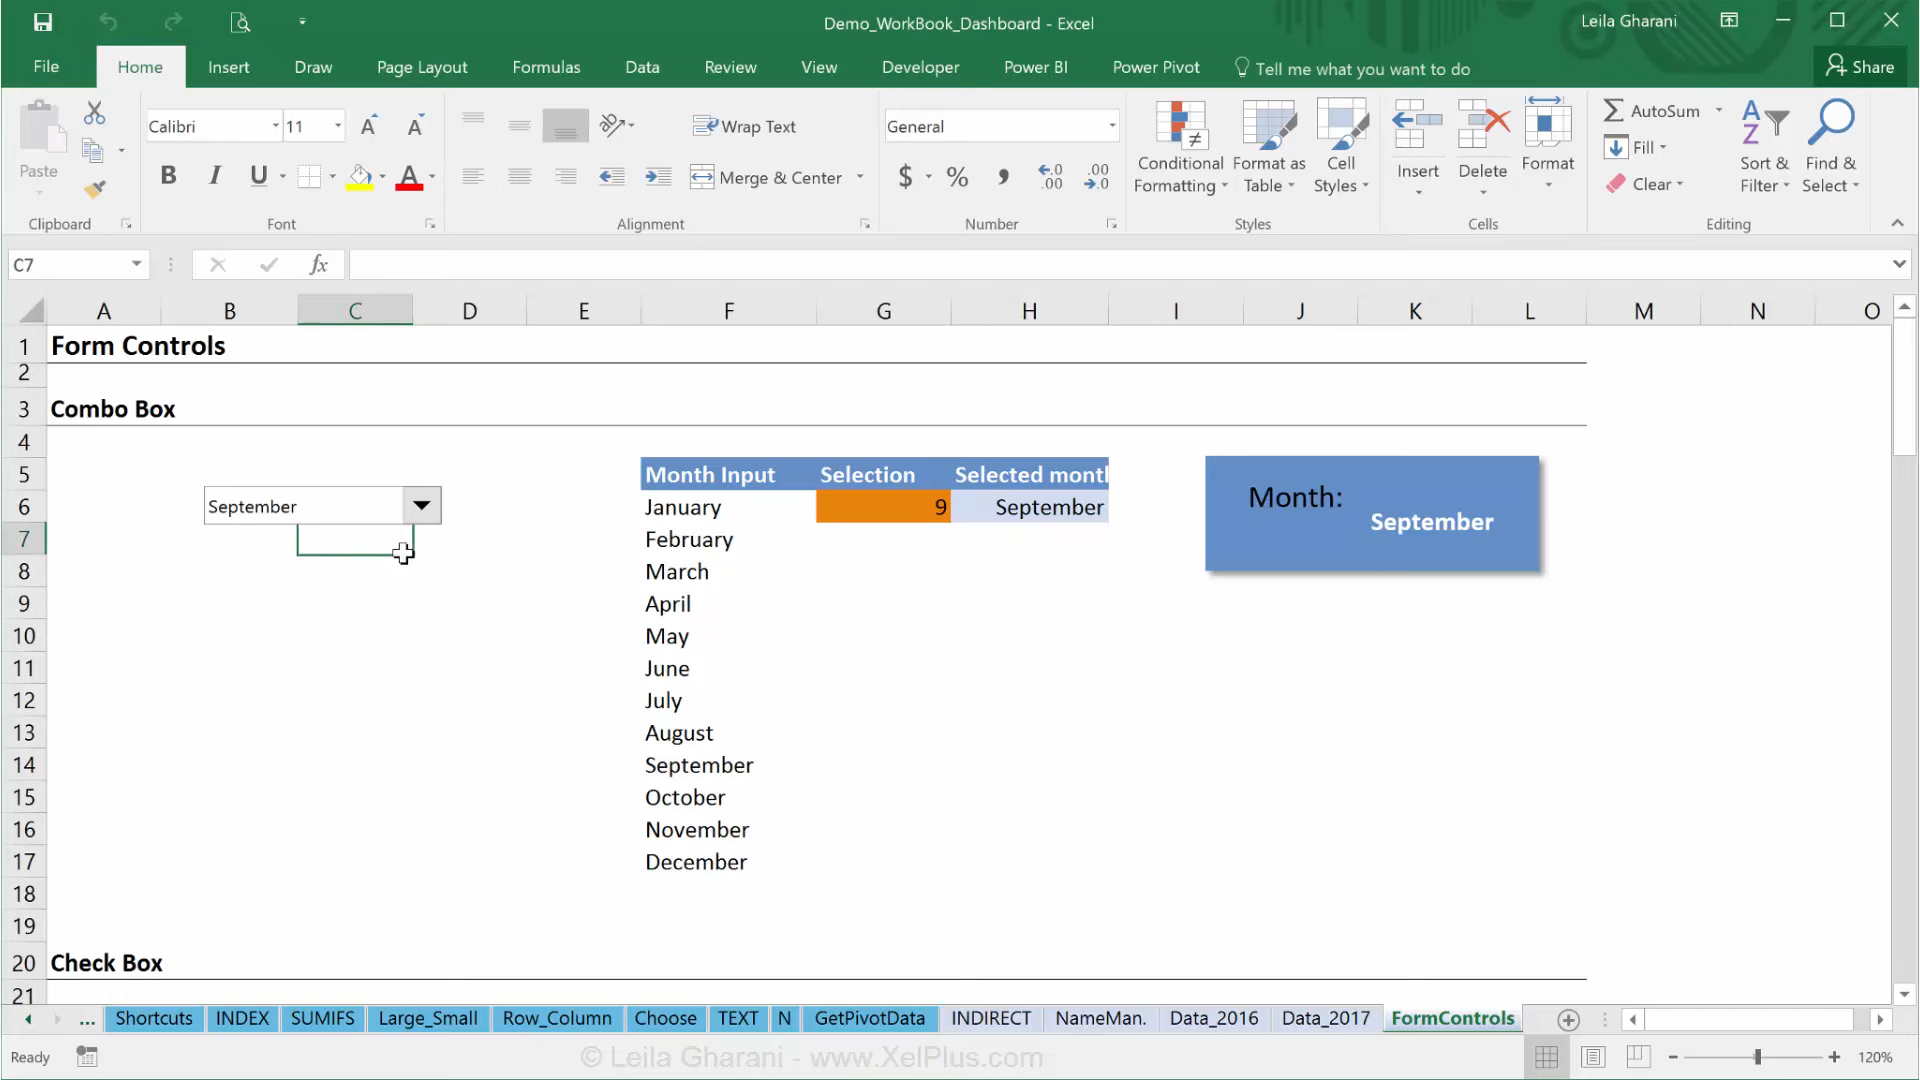 Demo_WorkBook_Dashboard - Excel
Leila Gharani
File Home Insert Draw Page Layout Formulas Data Review View Developer Power BI Power Pivot Tell me what you want to do Share
Calibri 11 Wrap Text General AutoSum
Paste B I U A Merge & Center $ % .00 .00 Conditional Formatting Format as Table Cell Styles Insert Delete Format Fill Clear Sort & Filter Find & Select
Clipboard Font Alignment Number Styles Cells Editing
C7 fx
A B C D E F G H I J K L M N O
1 Form Controls
2
3 Combo Box
4
5 Month Input Selection Selected month
6 September January 9 September Month: September
7 February
8 March
9 April
10 May
11 June
12 July
13 August
14 September
15 October
16 November
17 December
18
19
20 Check Box
21
... Shortcuts INDEX SUMIFS Large_Small Row_Column Choose TEXT N GetPivotData INDIRECT NameMan. Data_2016 Data_2017 FormControls
Ready © Leila Gharani - www.XelPlus.com 120%